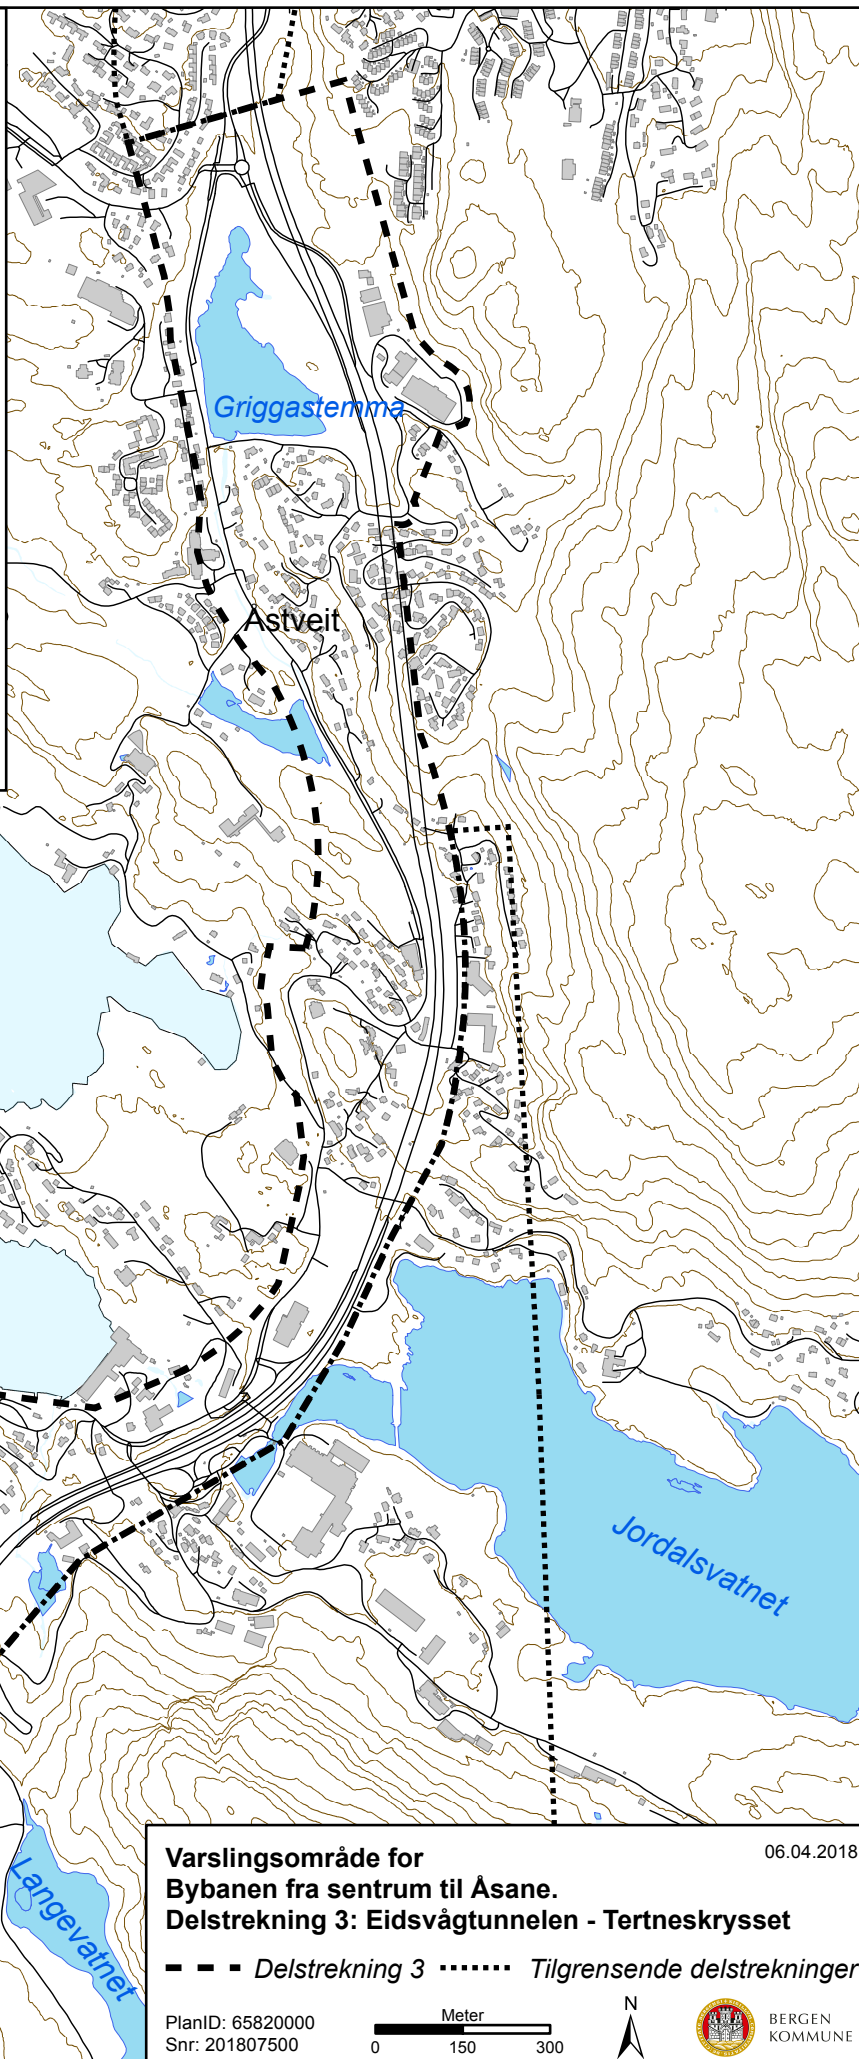 Griggastemma
Åstveit
Jordalsvatnet
Langevatnet
Varslingsområde for
06.04.2018
Bybanen fra sentrum til Åsane.
Delstrekning 3: Eidsvågtunnelen - Tertneskrysset
Delstrekning 3
Tilgrensende delstrekninger
PlanID: 65820000
Snr: 201807500
Meter
0 150 300
N
BERGEN
KOMMUNE